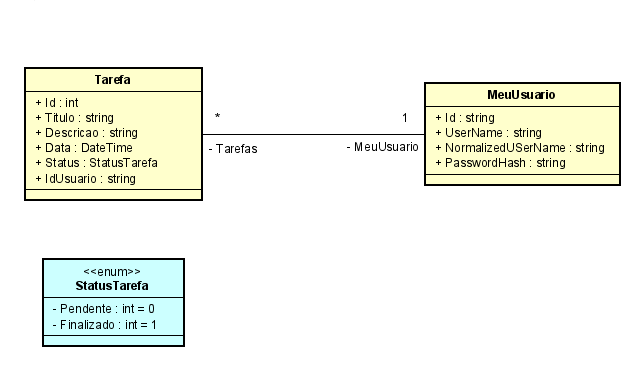 Tarefa
+ Id : int
+ Titulo : string
+ Descricao : string
+ Data : DateTime
+ Status : StatusTarefa
+ IdUsuario : string
*
1
- Tarefas
- MeuUsuario
MeuUsuario
+ Id : string
+ UserName : string
+ NormalizedUSerName : string
+ PasswordHash : string
<<enum>>
StatusTarefa
- Pendente : int = 0
- Finalizado : int = 1